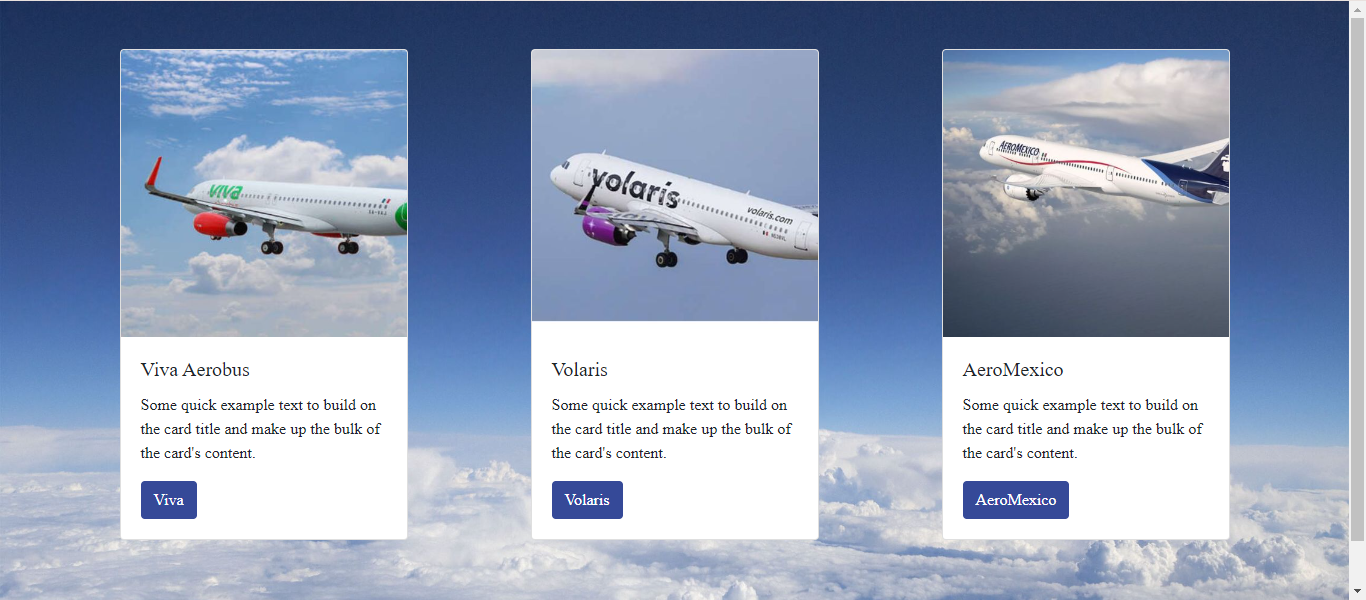 viva
volaris
volaris.com
AEROMEXICO
Viva Aerobus
Some quick example text to build on
the card title and make up the bulk of
the card's content.
Viva
Volaris
Some quick example text to build on
the card title and make up the bulk of
the card's content.
Volaris
AeroMexico
Some quick example text to build on
the card title and make up the bulk of
the card's content.
AeroMexico